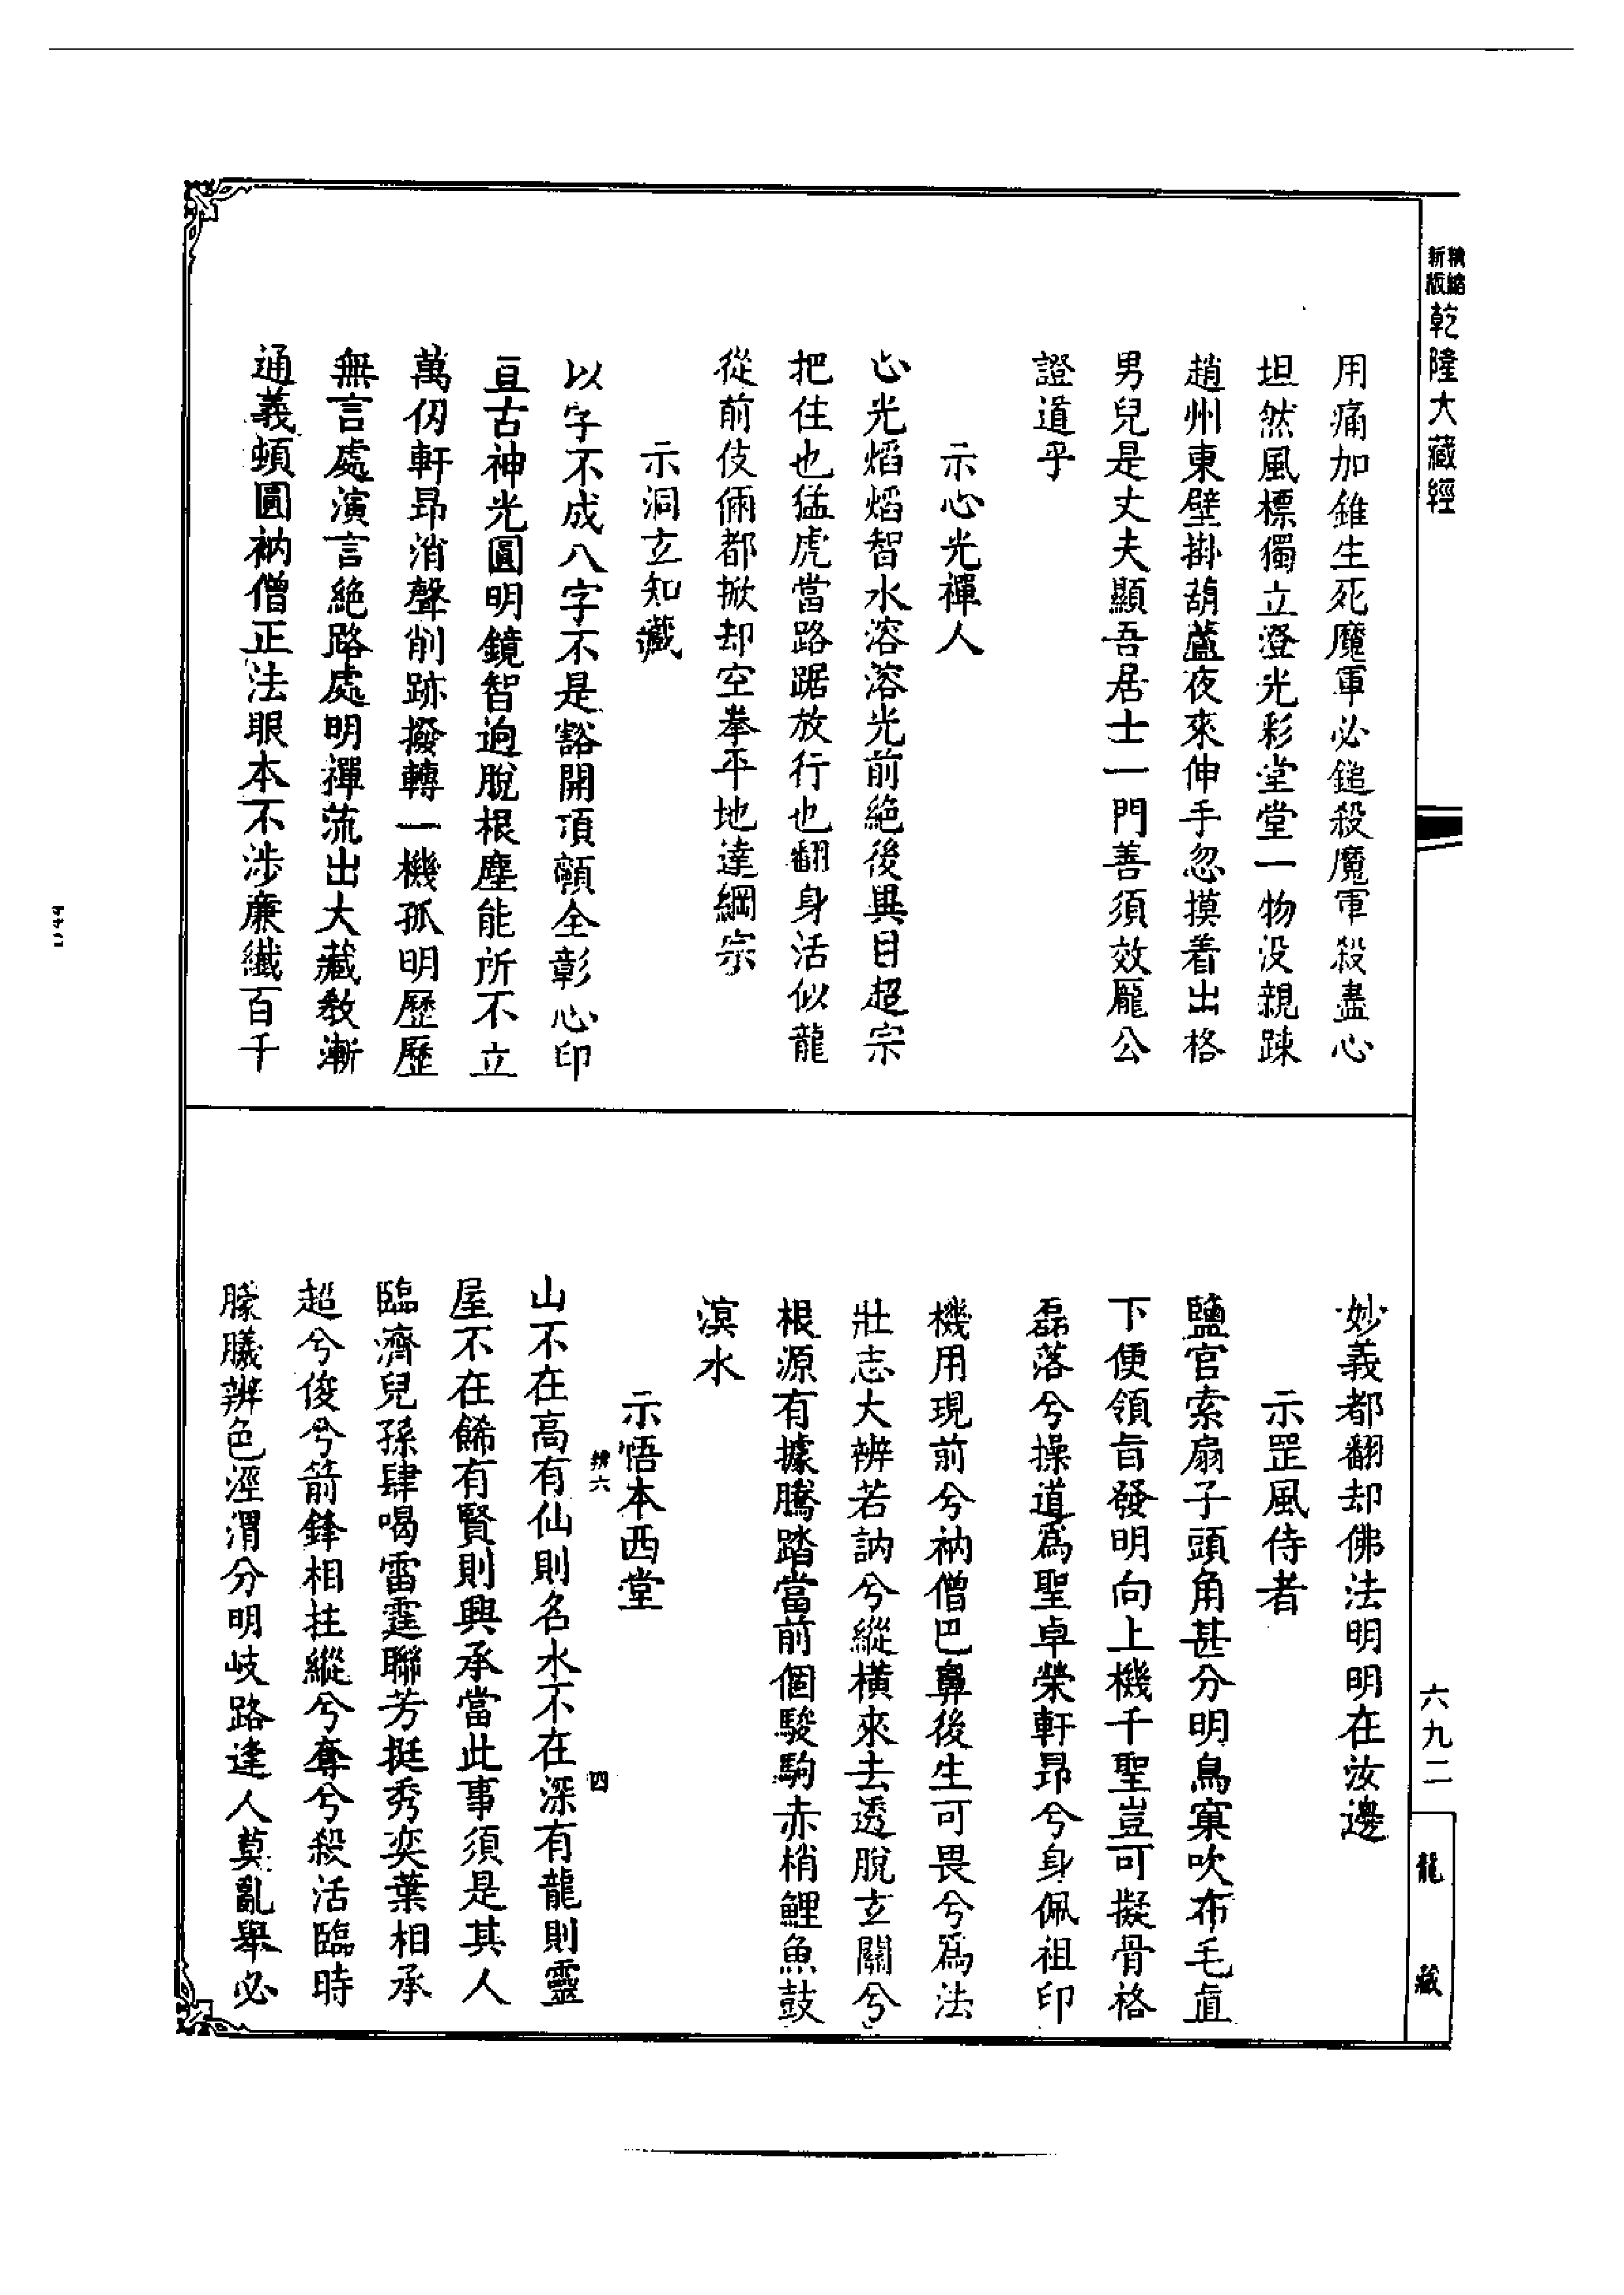 精縮
新版
乾隆大藏經
用痛加錐生死魔軍必鎚殺魔軍殺盡心
坦然風標獨立澄光彩堂堂一物没親踈
趙州東壁掛葫蘆夜來伸手忽摸着出格
男兒是丈夫顯吾居士一門善須效龐公
證道乎
示心光禪人
心光熖熖智水溶溶光前絶後異目超宗
把住也猛虎當路踞放行也翻身活似龍
從前伎倆都掀却空拳平地達綱宗
示洞玄知藏
以字不成八字不是豁開頂𩕳全彰心印
亘古神光圓明鏡智逈脫根塵能所不立
萬仭軒昂消聲削跡撥轉一機孤明歷歷
無言處演言絶路處明禪流出大藏教漸
通義頓圓衲僧正法眼本不涉廉纎百千
妙義都翻却佛法明明在汝邊
示罡風侍者
鹽官索扇子頭角甚分明鳥窠吹布毛直
下便領旨發明向上機千聖豈可擬骨格
磊落兮操道爲聖卓榮軒昂兮身佩祖印
機用現前兮衲僧巴鼻後生可畏兮爲法
壯志大辨若訥兮縱橫來去透脫玄關兮
根源有據騰踏當前個駿駒赤梢鯉魚鼓
溟水
示悟本西堂
辨六
四
山不在高有仙則名水不在深有龍則靈
屋不在餙有賢則興承當此事須是其人
臨濟兒孫肆喝雷霆聯芳挺秀奕葉相承
超兮俊兮箭鋒相拄縱兮奪兮殺活臨時
朦朧辨色涇渭分明岐路逢人莫亂舉必
六九二
龍藏